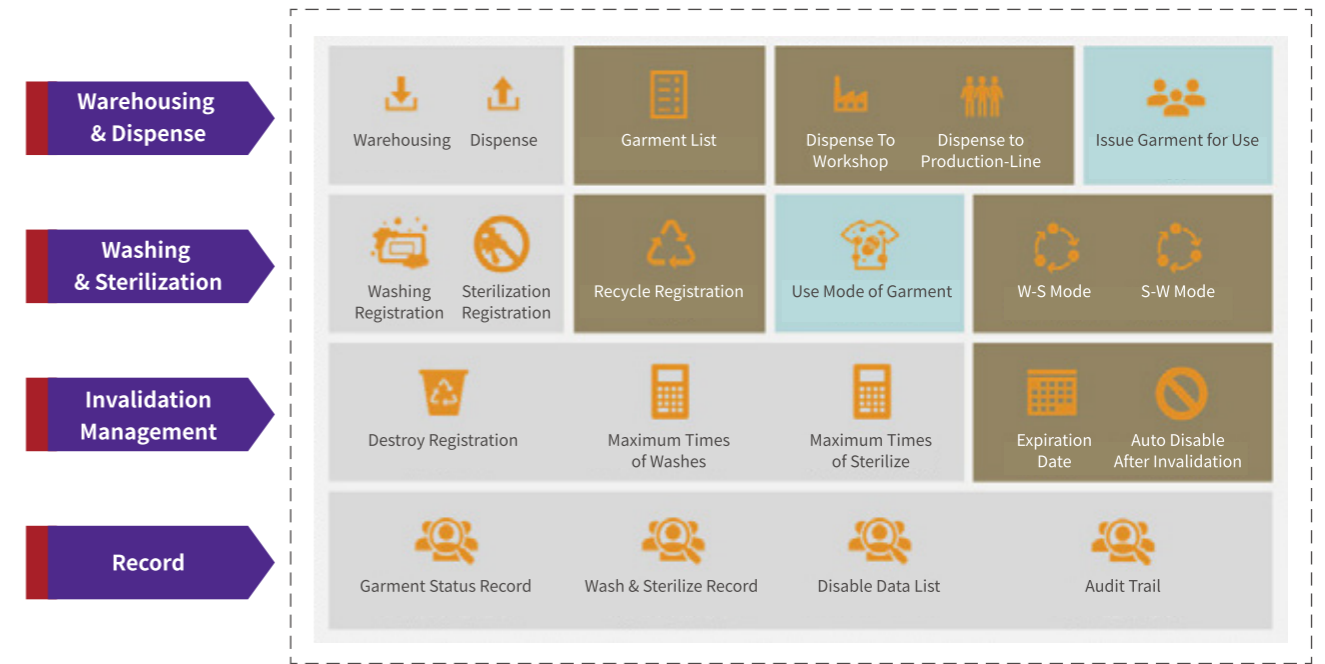 Warehousing
& Dispense
Warehousing
Dispense
Garment List
Dispense To
Workshop
Dispense to
Production-Line
Issue Garment for Use
Washing
& Sterilization
Washing
Registration
Sterilization
Registration
Recycle Registration
Use Mode of Garment
W-S Mode
S-W Mode
Invalidation
Management
Destroy Registration
Maximum Times
of Washes
Maximum Times
of Sterilize
Expiration
Date
Auto Disable
After Invalidation
Record
Garment Status Record
Wash & Sterilize Record
Disable Data List
Audit Trail